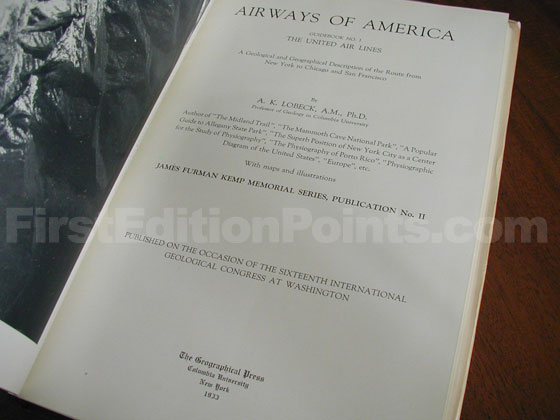 AIRWAYS OF AMERICA
GUIDEBOOK NO. 1
THE UNITED AIR LINES
A Geological and Geographical Description of the Route from
New York to Chicago and San Francisco
By
A. K. LOBECK, A.M., Ph.D.
Professor of Geology in Columbia University
Author of "The Midland Trail", "The Mammoth Cave National Park", "A Popular
Guide to Allegany State Park", "The Superb Position of New York City as a Center
for the Study of Physiography", "The Physiography of Porto Rico", "Physiographic
Diagram of the United States", "Europe", etc.
With maps and illustrations
JAMES FURMAN KEMP MEMORIAL SERIES, PUBLICATION No. II
FirstEditionPoints.com
PUBLISHED ON THE OCCASION OF THE SIXTEENTH INTERNATIONAL
GEOLOGICAL CONGRESS AT WASHINGTON
The Geographical Press
Columbia University
New York
1933